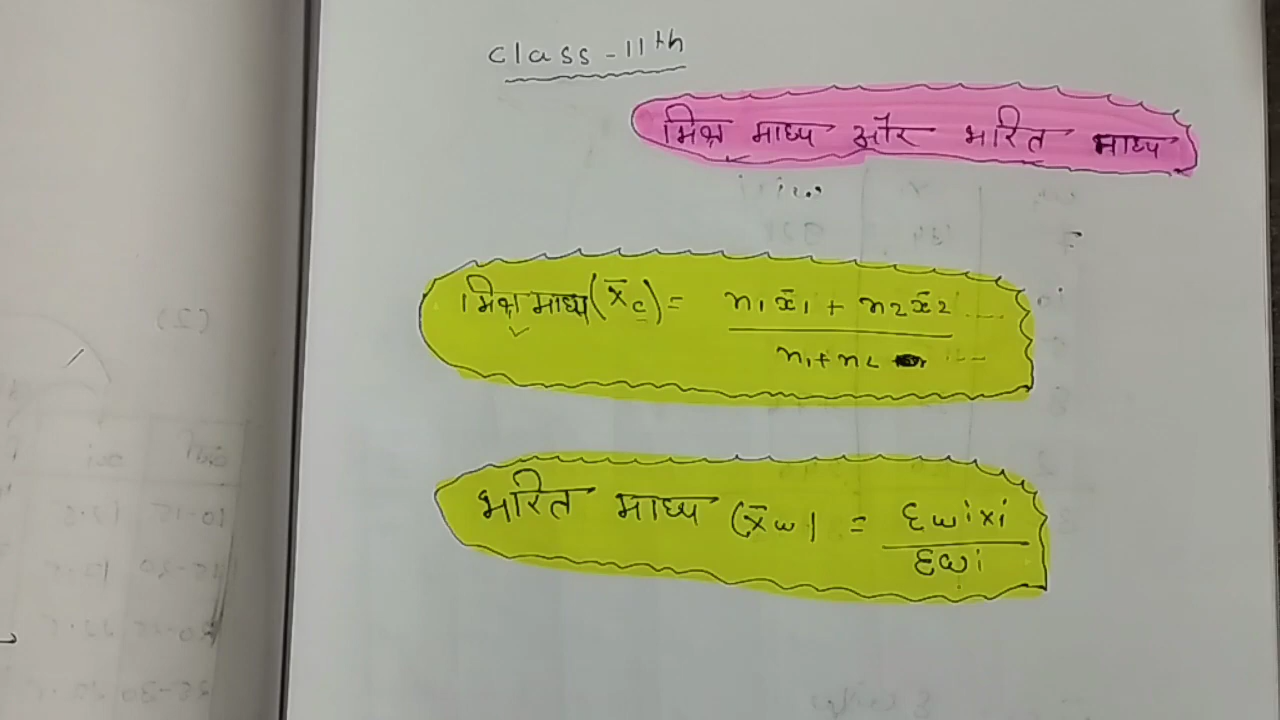 Class-11th
मिश्र माध्य और भारित माध्य
मिश्र माध्य (x̄c) = n1x̄1 + n2x̄2 ....
n1+n2 ....
भारित माध्य (x̄w) = Σwixi
Σwi